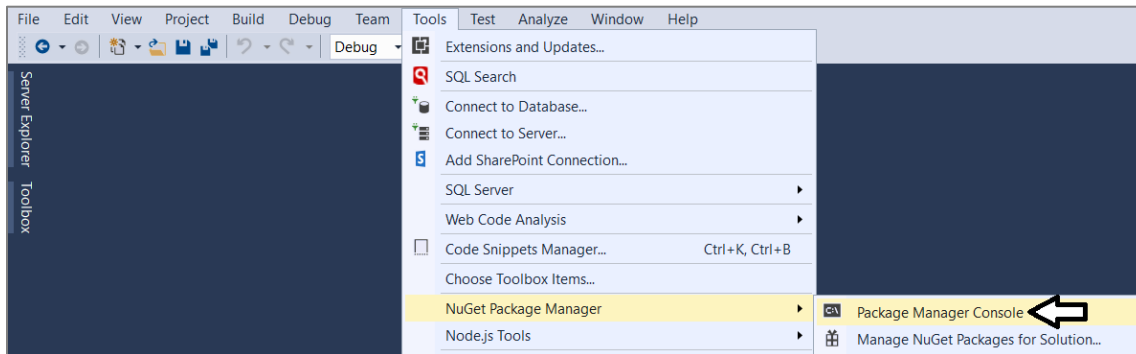 File Edit View Project Build Debug Team Tools Test Analyze Window Help
Debug
Server Explorer
Toolbox
Extensions and Updates...
SQL Search
Connect to Database...
Connect to Server...
Add SharePoint Connection...
SQL Server
Web Code Analysis
Code Snippets Manager... Ctrl+K, Ctrl+B
Choose Toolbox Items...
NuGet Package Manager
Node.js Tools
Package Manager Console
Manage NuGet Packages for Solution...